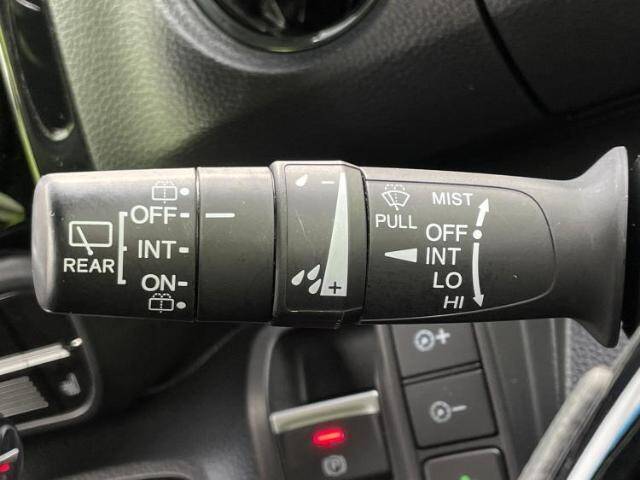 OFF
INT
ON
REAR
−
+
PULL
MIST
OFF
INT
LO
HI
+
−
P